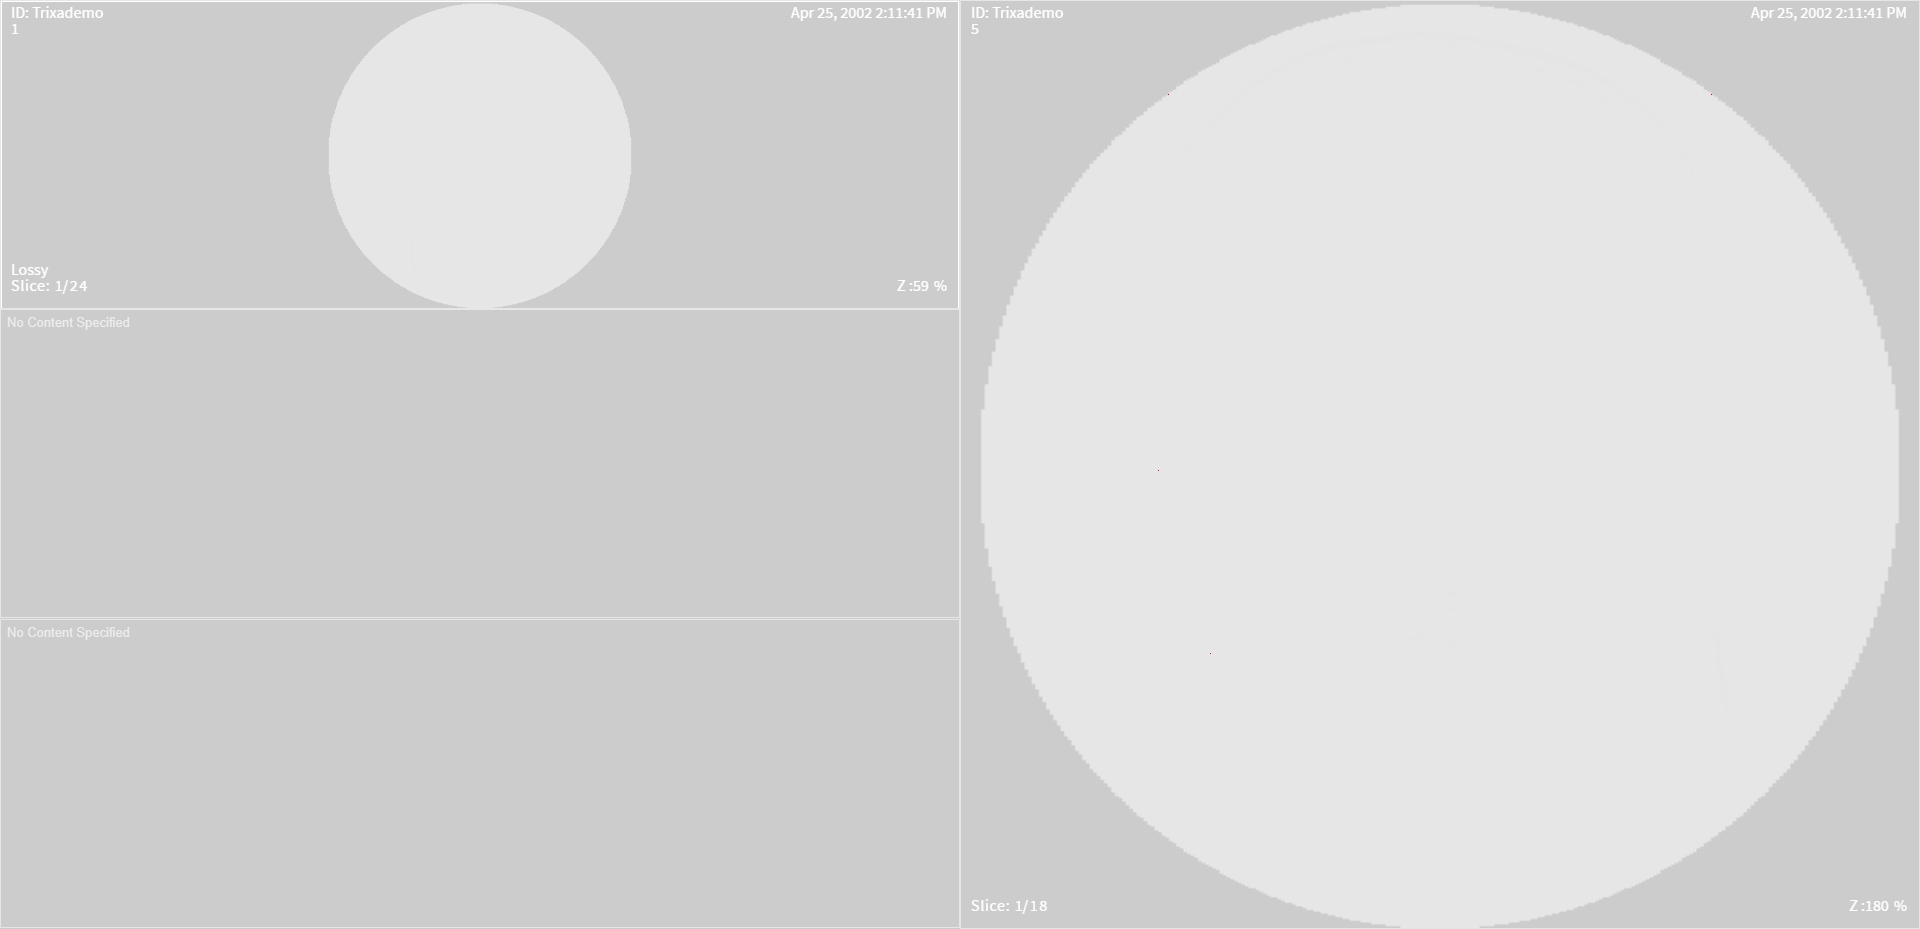 ID: Trixademo
1
Apr 25, 2002 2:11:41 PM
Lossy
Slice: 1/24
Z :59 %
No Content Specified
No Content Specified
ID: Trixademo
5
Apr 25, 2002 2:11:41 PM
Slice: 1/18
Z :180 %